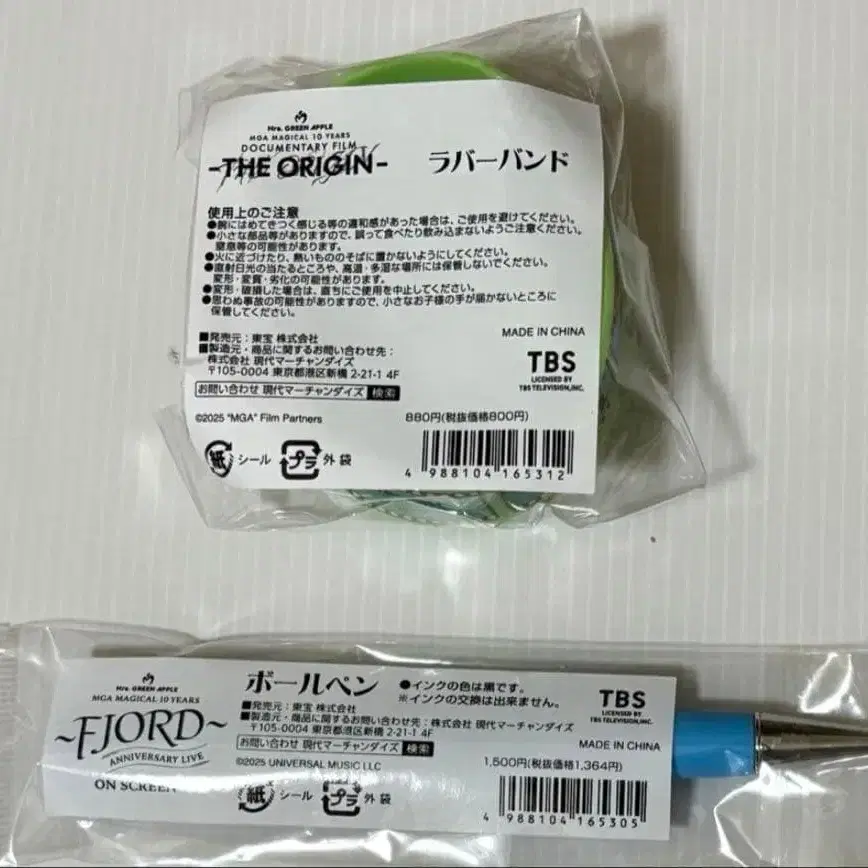 Mrs. GREEN APPLE
MGA MAGICAL 10 YEARS
DOCUMENTARY FILM
-THE ORIGIN-
ラバーバンド
使用上のご注意
●腕にはめてきつく感じる等の違和感があった場合は、ご使用を避けてください。
●小さな部品等がありますので、誤って食べたり飲み込まないようご注意ください。
窒息等の可能性があります。
●火に近づけたり、熱いもののそばに置かないようにしてください。
●直射日光の当たるところや、高温・多湿な場所には保管しないでください。
変形・変質・劣化の可能性があります。
●変形・破損した場合は、直ちにご使用を中止してください。
●思わぬ事故の可能性がありますので、小さなお子様の手が届かないところに
保管してください。
■発売元：東宝 株式会社
■製造元・商品に関するお問い合わせ先：
株式会社 現代マーチャンダイズ
〒105-0004 東京都港区新橋 2-21-1 4F
お問い合わせ 現代マーチャンダイズ 検索
MADE IN CHINA
TBS
LICENSED BY
TBS TELEVISION,INC.
©2025 "MGA" Film Partners
880円(税抜価格800円)
紙 シール プラ 外 袋
4 988104 165312
Mrs. GREEN APPLE
MGA MAGICAL 10 YEARS
~FJORD~
ANNIVERSARY LIVE
ON SCREEN
ボールペン
●インクの色は黒です。
※インクの交換は出来ません。
■発売元：東宝 株式会社
■製造元・商品に関するお問い合わせ先：株式会社 現代マーチャンダイズ
〒105-0004 東京都港区新橋 2-21-1 4F
お問い合わせ 現代マーチャンダイズ 検索
TBS
LICENSED BY
TBS TELEVISION,INC.
MADE IN CHINA
©2025 UNIVERSAL MUSIC LLC
1,500円(税抜価格1,364円)
紙 シール プラ 外 袋
4 988104 165305